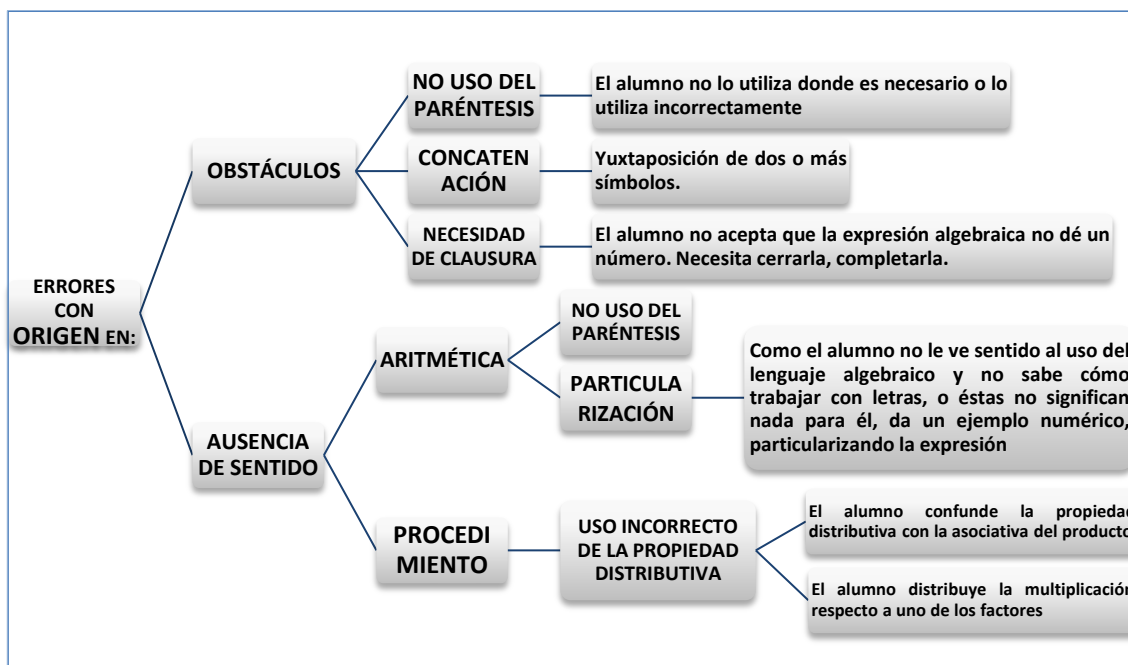 ERRORES
CON
ORIGEN EN:
OBSTÁCULOS
NO USO DEL
PARÉNTESIS
El alumno no lo utiliza donde es necesario o lo
utiliza incorrectamente
CONCATEN
ACIÓN
Yuxtaposición de dos o más
símbolos.
NECESIDAD
DE CLAUSURA
El alumno no acepta que la expresión algebraica no dé un
número. Necesita cerrarla, completarla.
AUSENCIA
DE SENTIDO
ARITMÉTICA
NO USO DEL
PARÉNTESIS
PARTICULA
RIZACIÓN
Como el alumno no le ve sentido al uso del
lenguaje algebraico y no sabe cómo
trabajar con letras, o éstas no significan
nada para él, da un ejemplo numérico,
particularizando la expresión
PROCEDI
MIENTO
USO INCORRECTO
DE LA PROPIEDAD
DISTRIBUTIVA
El alumno confunde la propiedad
distributiva con la asociativa del producto
El alumno distribuye la multiplicación
respecto a uno de los factores